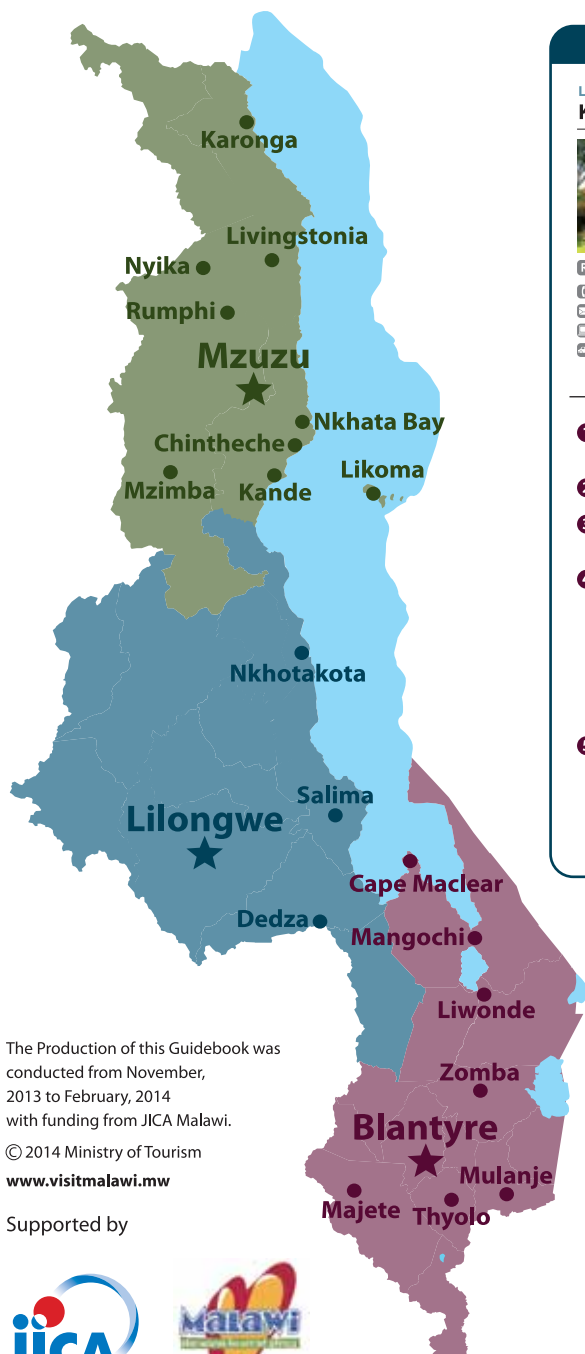 Karonga
Livingstonia
Nyika
Rumphi
Mzuzu
Nkhata Bay
Chintheche
Likoma
Mzimba
Kande
Nkhotakota
Salima
Lilongwe
Cape Maclear
Dedza
Mangochi
Liwonde
Zomba
Blantyre
Mulanje
Majete
Thyolo
The Production of this Guidebook was
conducted from November,
2013 to February, 2014
with funding from JICA Malawi.
© 2014 Ministry of Tourism
www.visitmalawi.mw
Supported by
jica
Malawi